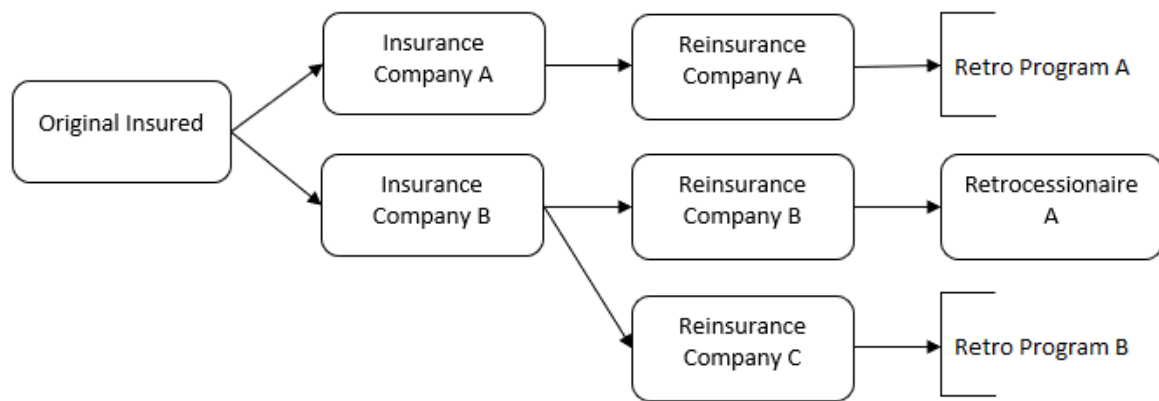 Original Insured
Insurance
Company A
Reinsurance
Company A
Retro Program A
Insurance
Company B
Reinsurance
Company B
Retrocessionaire
A
Reinsurance
Company C
Retro Program B